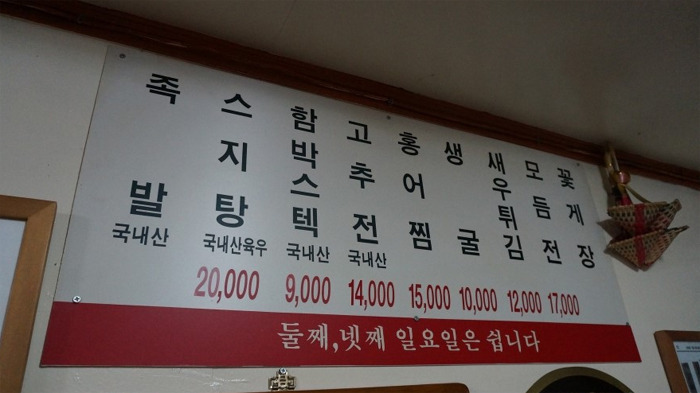 족발
국내산
스지탕
국내산육우
20,000
함박스텍
국내산
9,000
고추전
국내산
14,000
홍어찜
15,000
생굴
10,000
새우튀김
12,000
모듬전
17,000
꽃게장
둘째,넷째 일요일은 쉽니다